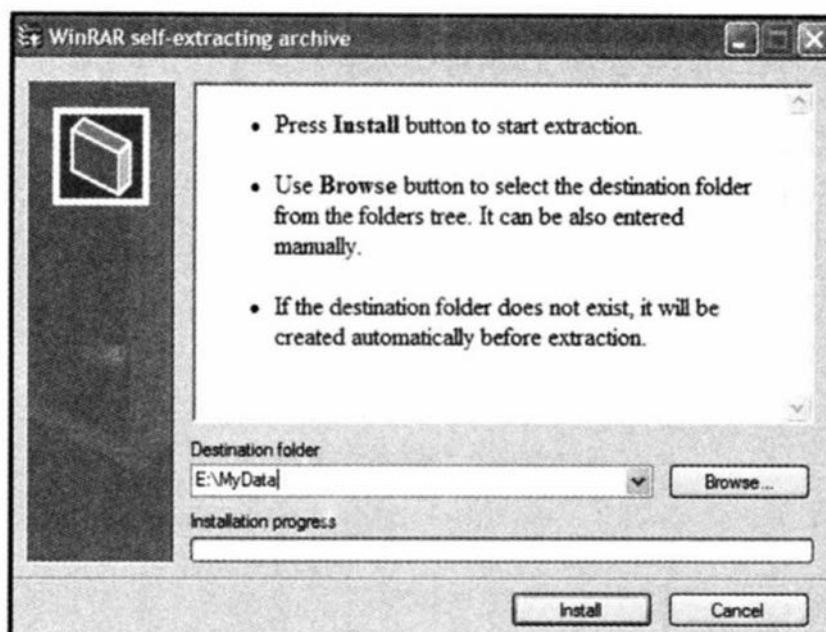 WinRAR self-extracting archive
• Press Install button to start extraction.
• Use Browse button to select the destination folder
from the folders tree. It can be also entered
manually.
• If the destination folder does not exist, it will be
created automatically before extraction.
Destination folder
E:\MyData
Browse...
Installation progress
Install
Cancel